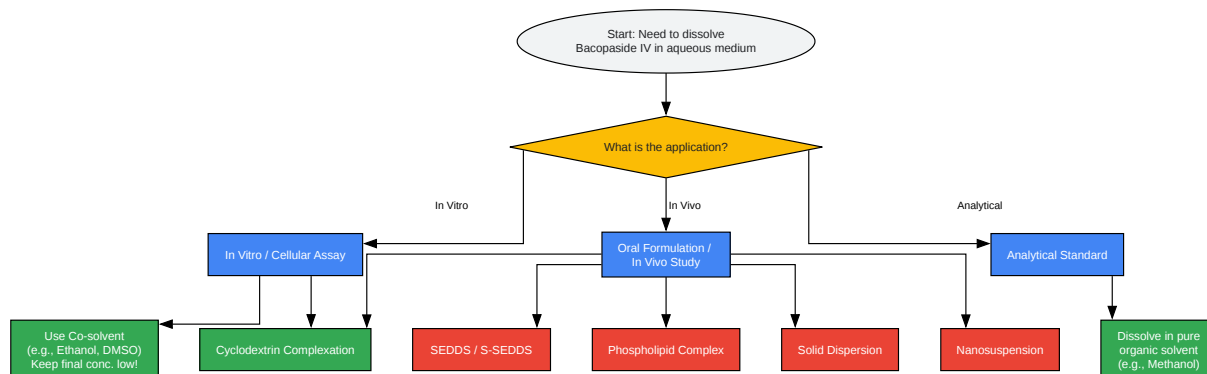 Start: Need to dissolve
Bacopaside IV in aqueous medium
What is the application?
In Vitro
In Vivo
Analytical
In Vitro / Cellular Assay
Oral Formulation /
In Vivo Study
Analytical Standard
Use Co-solvent
(e.g., Ethanol, DMSO)
Keep final conc. low!
Cyclodextrin Complexation
SEDDS / S-SEDDS
Phospholipid Complex
Solid Dispersion
Nanosuspension
Dissolve in pure
organic solvent
(e.g., Methanol)